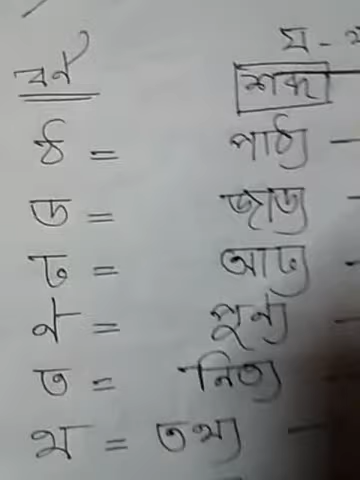 য -
বর্ণ শব্দ
ঠ = পাঠ্য -
ড = জাড্য -
ঢ = আঢ্য -
ণ = পুণ্য -
ত = নিত্য
থ = তথ্য -